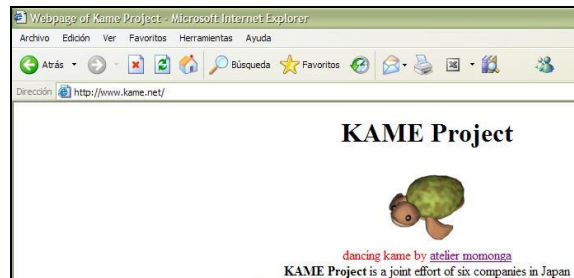 Webpage of Kame Project - Microsoft Internet Explorer
Archivo Edición Ver Favoritos Herramientas Ayuda
Atrás Búsqueda Favoritos
Dirección http://www.kame.net/
KAME Project
dancing kame by atelier momonga
KAME Project is a joint effort of six companies in Japan